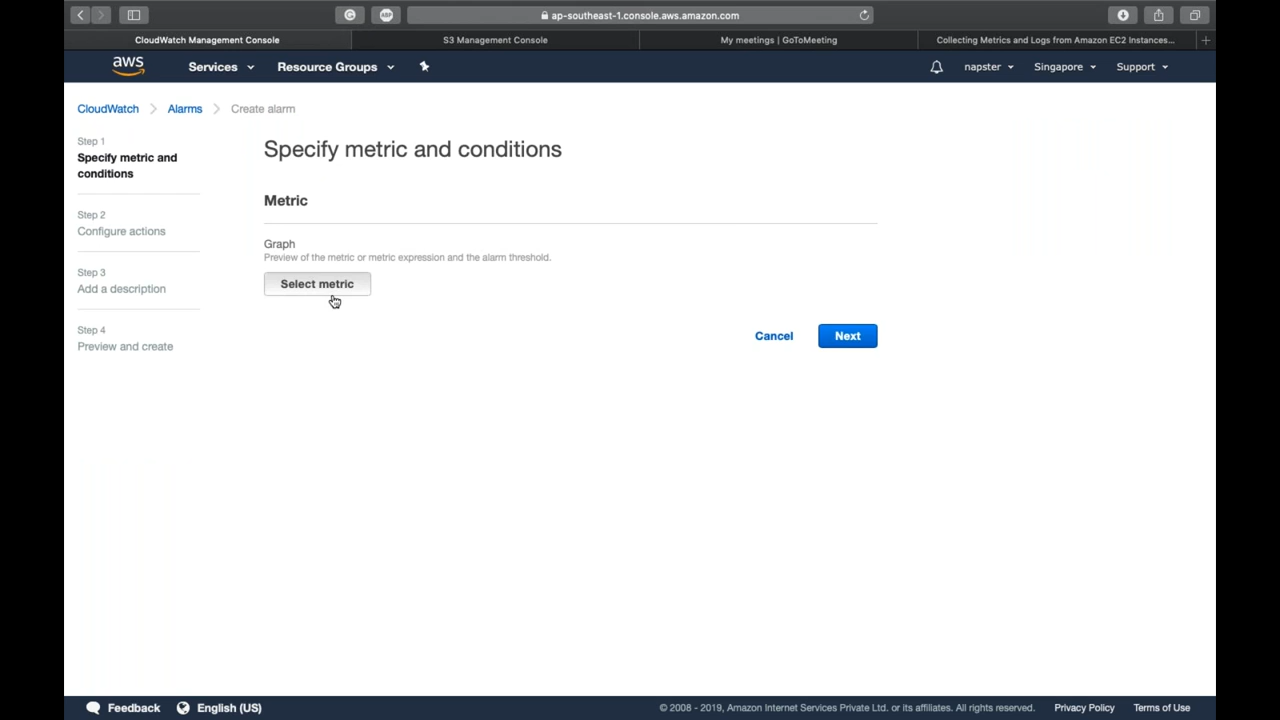 ap-southeast-1.console.aws.amazon.com
CloudWatch Management Console
S3 Management Console
My meetings | GoToMeeting
Collecting Metrics and Logs from Amazon EC2 Instances...
aws
Services
Resource Groups
napster
Singapore
Support
CloudWatch
Alarms
Create alarm
Step 1
Specify metric and
conditions
Step 2
Configure actions
Step 3
Add a description
Step 4
Preview and create
Specify metric and conditions
Metric
Graph
Preview of the metric or metric expression and the alarm threshold.
Select metric
Cancel
Next
Feedback
English (US)
© 2008 - 2019, Amazon Internet Services Private Ltd. or its affiliates. All rights reserved.
Privacy Policy
Terms of Use